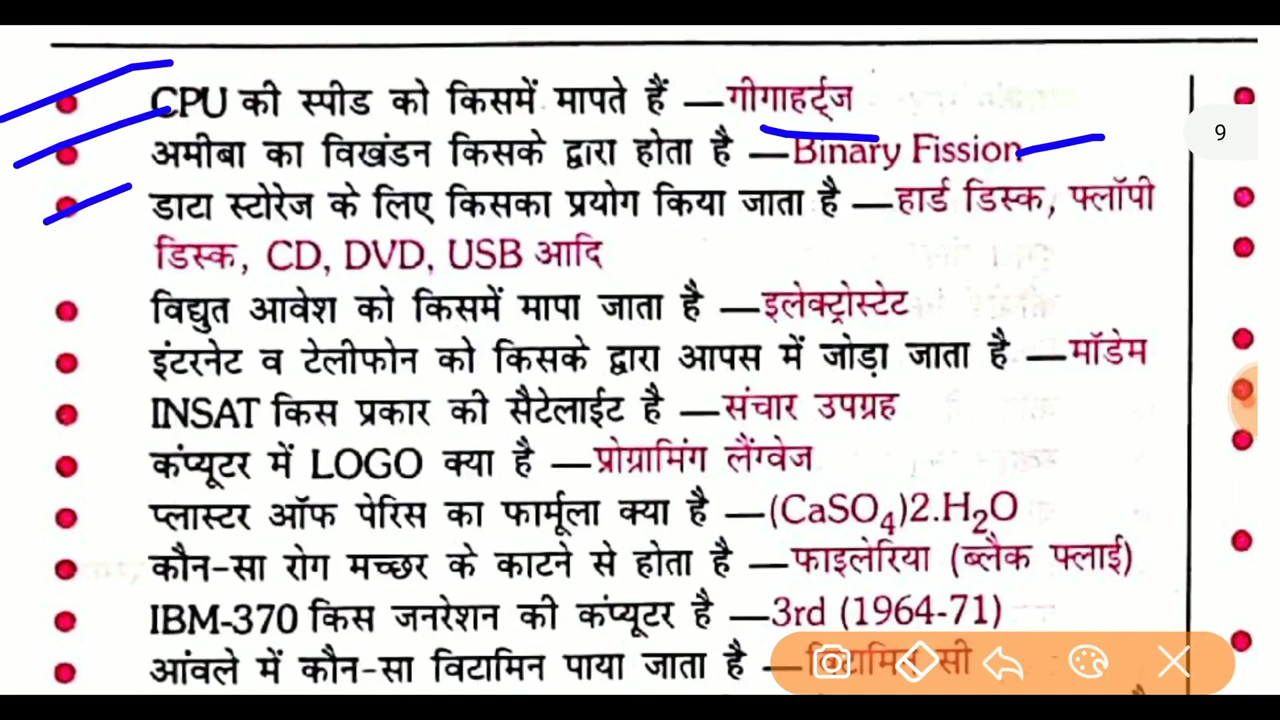 CPU की स्पीड को किसमें मापते हैं —गीगाहर्ट्ज
9
अमीबा का विखंडन किसके द्वारा होता है —Binary Fission
डाटा स्टोरेज के लिए किसका प्रयोग किया जाता है —हार्ड डिस्क, फ्लॉपी
डिस्क, CD, DVD, USB आदि
विद्युत आवेश को किसमें मापा जाता है —इलेक्ट्रोस्टेट
इंटरनेट व टेलीफोन को किसके द्वारा आपस में जोड़ा जाता है —मॉडेम
INSAT किस प्रकार की सैटेलाईट है —संचार उपग्रह
कंप्यूटर में LOGO क्या है —प्रोग्रामिंग लैंग्वेज
प्लास्टर ऑफ पेरिस का फार्मूला क्या है —(CaSO₄)2.H₂O
कौन-सा रोग मच्छर के काटने से होता है —फाइलेरिया (ब्लैक फ्लाई)
IBM-370 किस जनरेशन की कंप्यूटर है —3rd (1964-71)
आंवले में कौन-सा विटामिन पाया जाता है —विटामिन सी